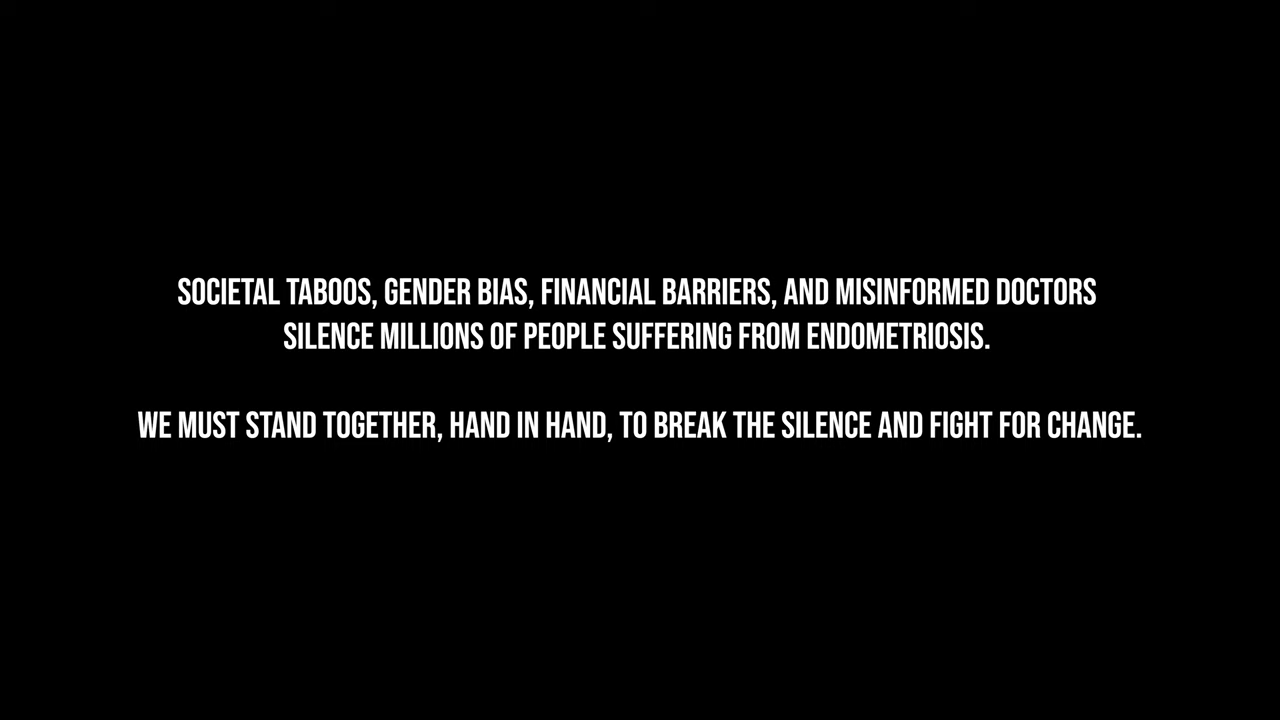 SOCIETAL TABOOS, GENDER BIAS, FINANCIAL BARRIERS, AND MISINFORMED DOCTORS
SILENCE MILLIONS OF PEOPLE SUFFERING FROM ENDOMETRIOSIS.
WE MUST STAND TOGETHER, HAND IN HAND, TO BREAK THE SILENCE AND FIGHT FOR CHANGE.